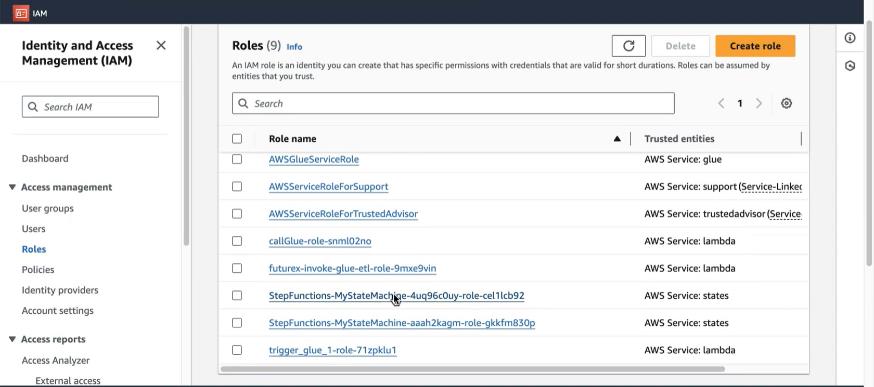 IAM
Identity and Access
Management (IAM)
Search IAM
Dashboard
Access management
User groups
Users
Roles
Policies
Identity providers
Account settings
Access reports
Access Analyzer
External access
Roles (9) Info
Delete
Create role
An IAM role is an identity you can create that has specific permissions with credentials that are valid for short durations. Roles can be assumed by
entities that you trust.
Search
1
Role name Trusted entities
AWSGlueServiceRole AWS Service: glue
AWSServiceRoleForSupport AWS Service: support (Service-Linked
AWSServiceRoleForTrustedAdvisor AWS Service: trustedadvisor (Service
callGlue-role-snml02no AWS Service: lambda
futurex-invoke-glue-etl-role-9mxe9vin AWS Service: lambda
StepFunctions-MyStateMachine-4uq96c0uy-role-cel1lcb92 AWS Service: states
StepFunctions-MyStateMachine-aaah2kagm-role-gkkfm830p AWS Service: states
trigger_glue_1-role-71zpklu1 AWS Service: lambda